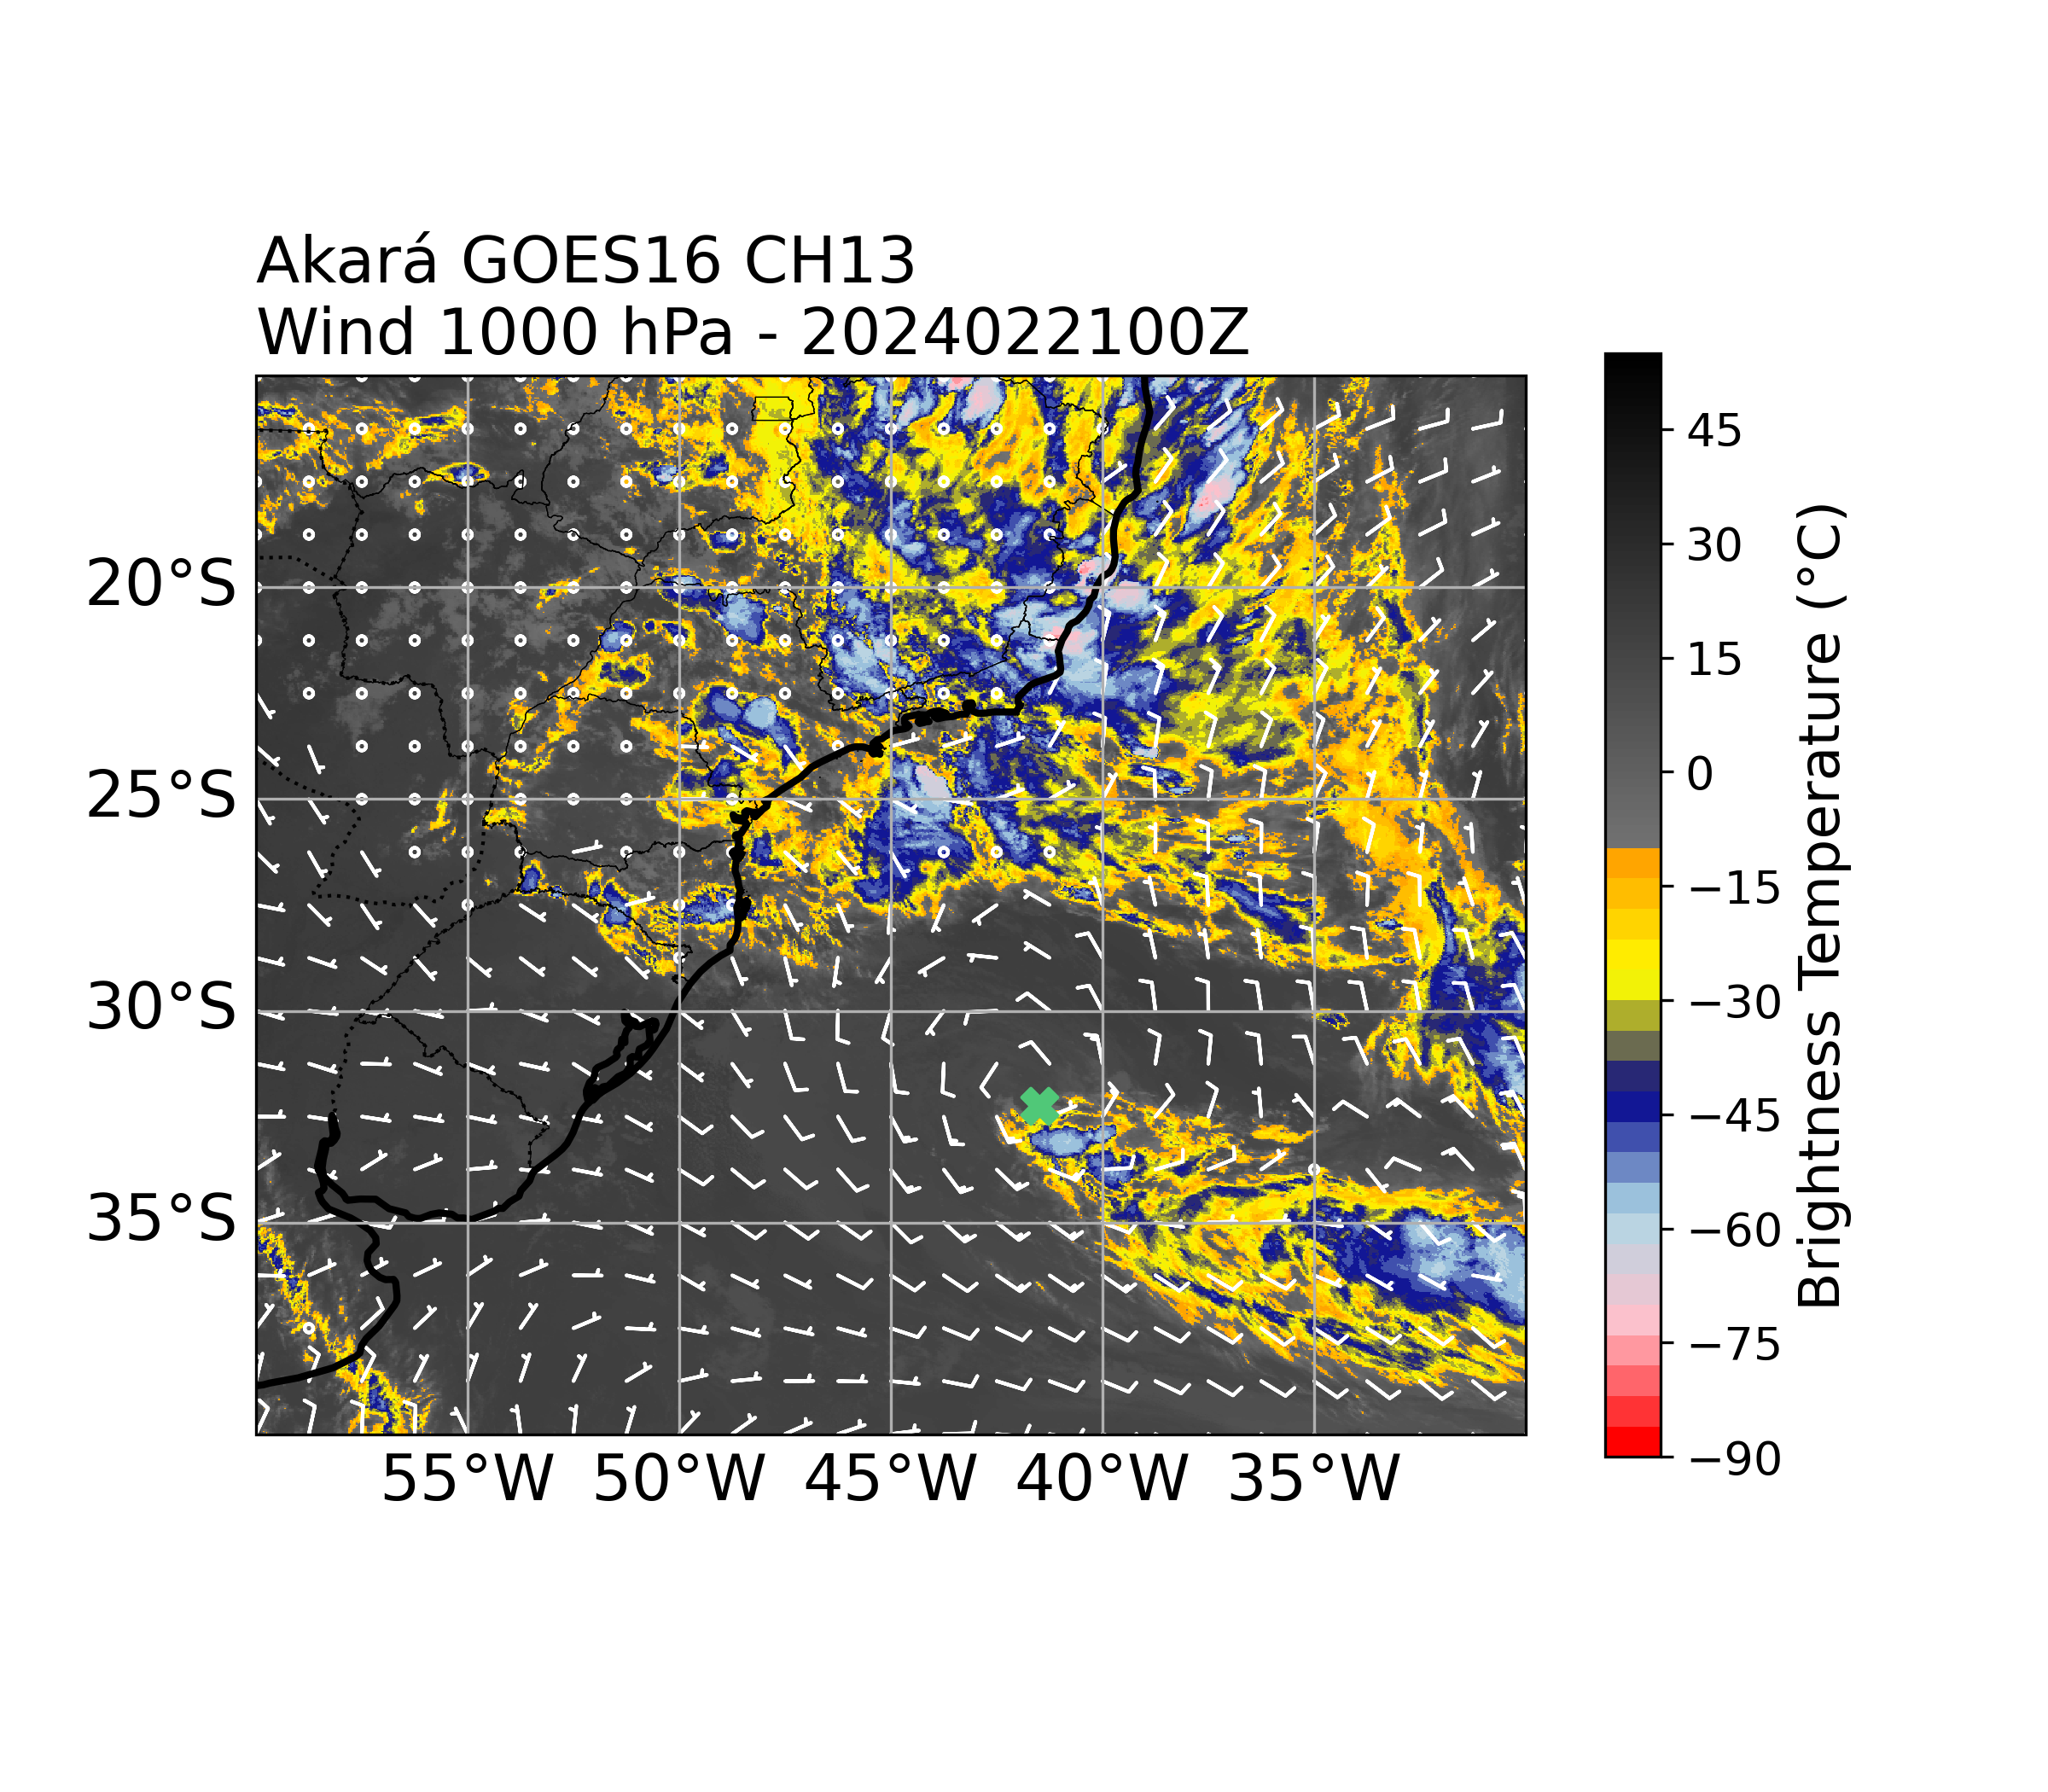 Akará GOES16 CH13
Wind 1000 hPa - 2024022100Z
20°S
25°S
30°S
35°S
55°W
50°W
45°W
40°W
35°W
45
30
15
0
−15
−30
−45
−60
−75
−90
Brightness Temperature (°C)